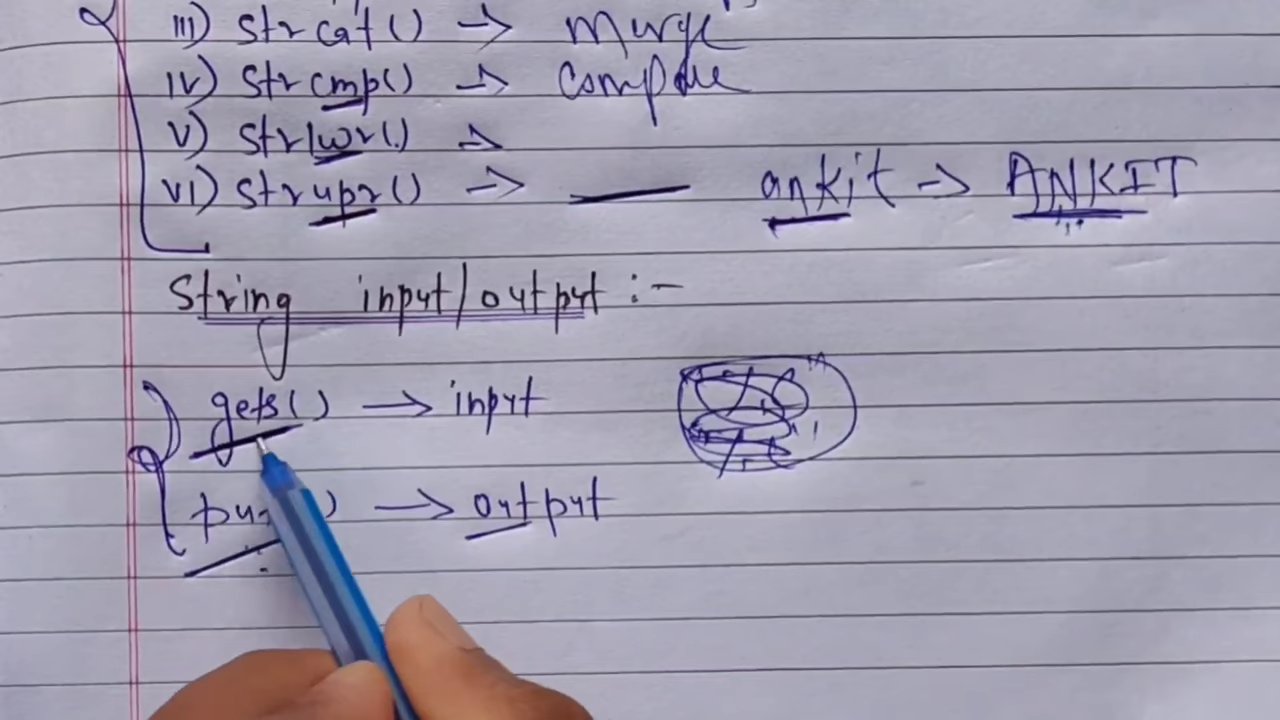 III) strcat() → merge
IV) strcmp() → compare
V) strlwr() →
VI) strupr() → — ankit → ANKIT
String input/output :-
gets() → input
→ output